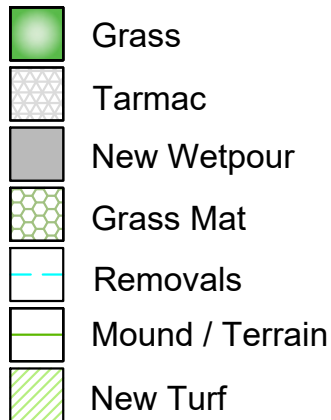 Grass
Tarmac
New Wetpour
Grass Mat
Removals
Mound / Terrain
New Turf